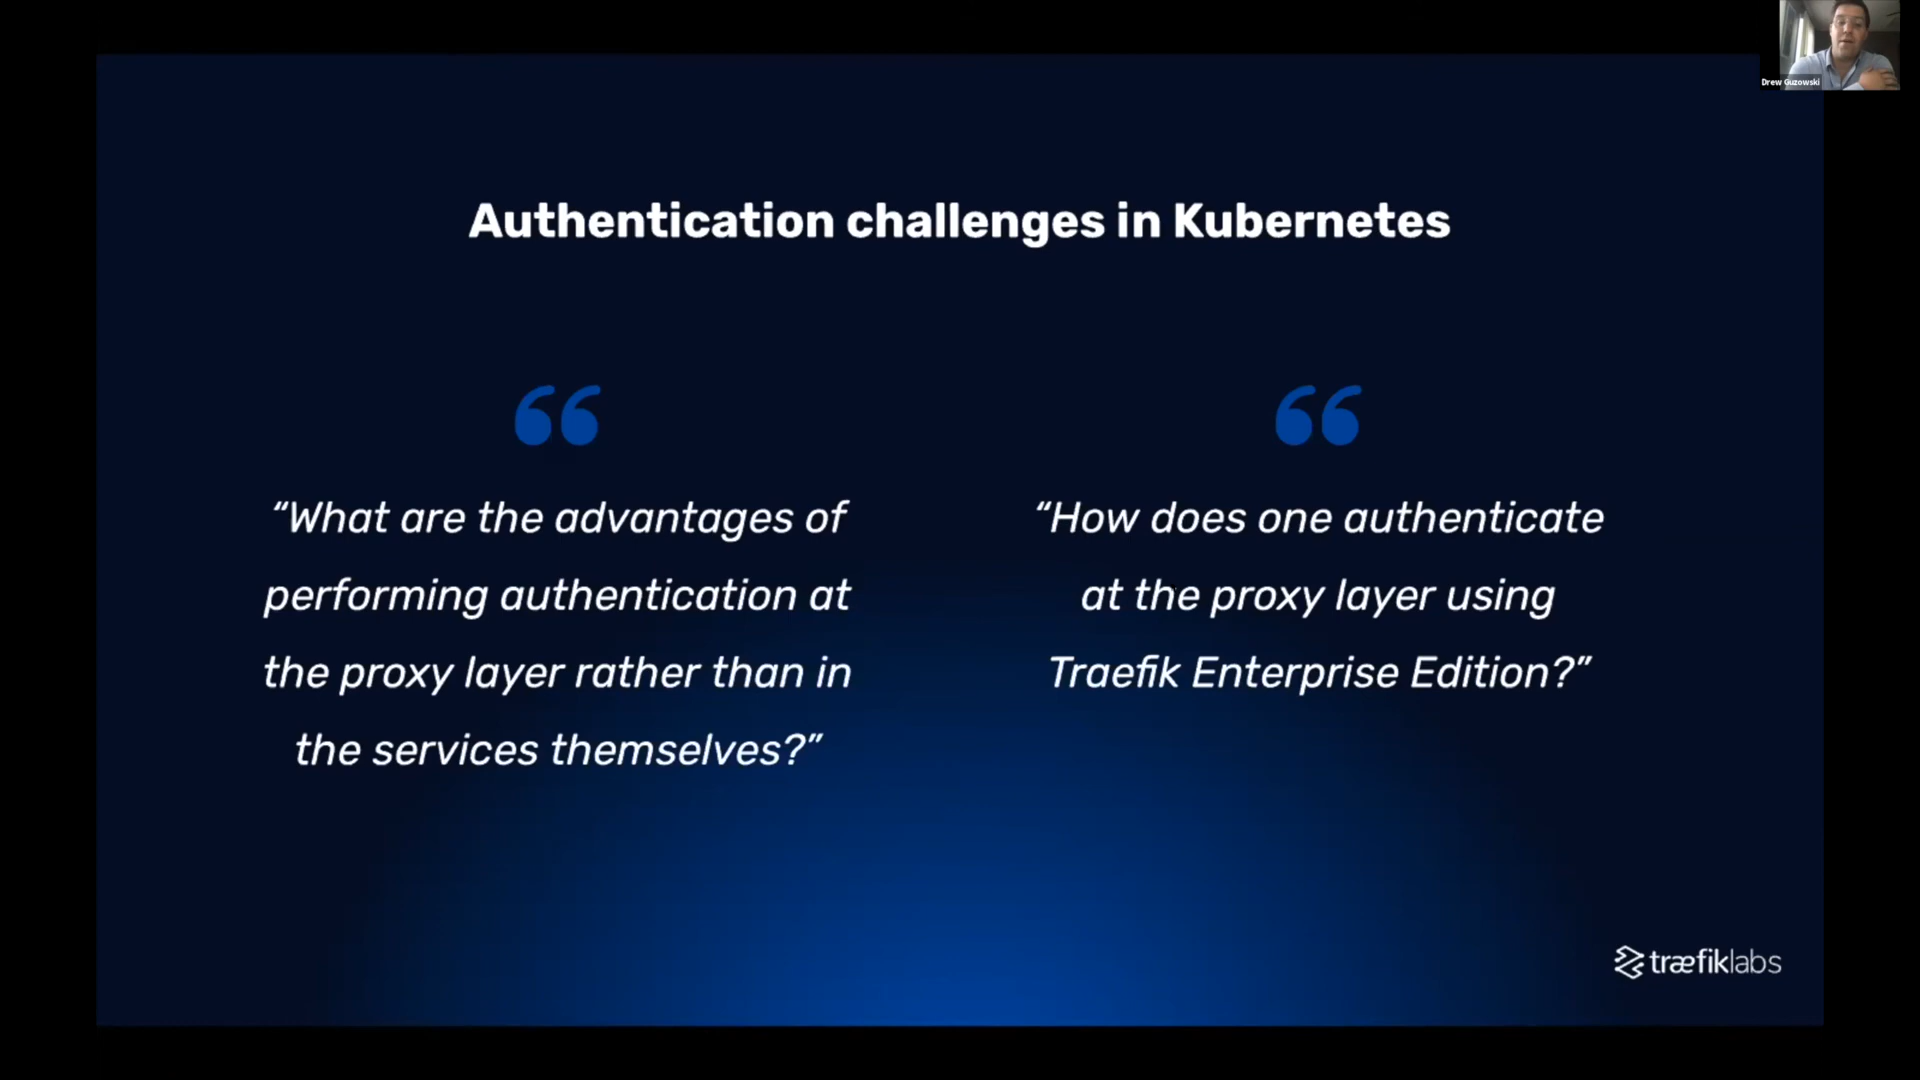 Drew Guzowski
Authentication challenges in Kubernetes
“What are the advantages of
performing authentication at
the proxy layer rather than in
the services themselves?”
“How does one authenticate
at the proxy layer using
Traefik Enterprise Edition?”
træfiklabs